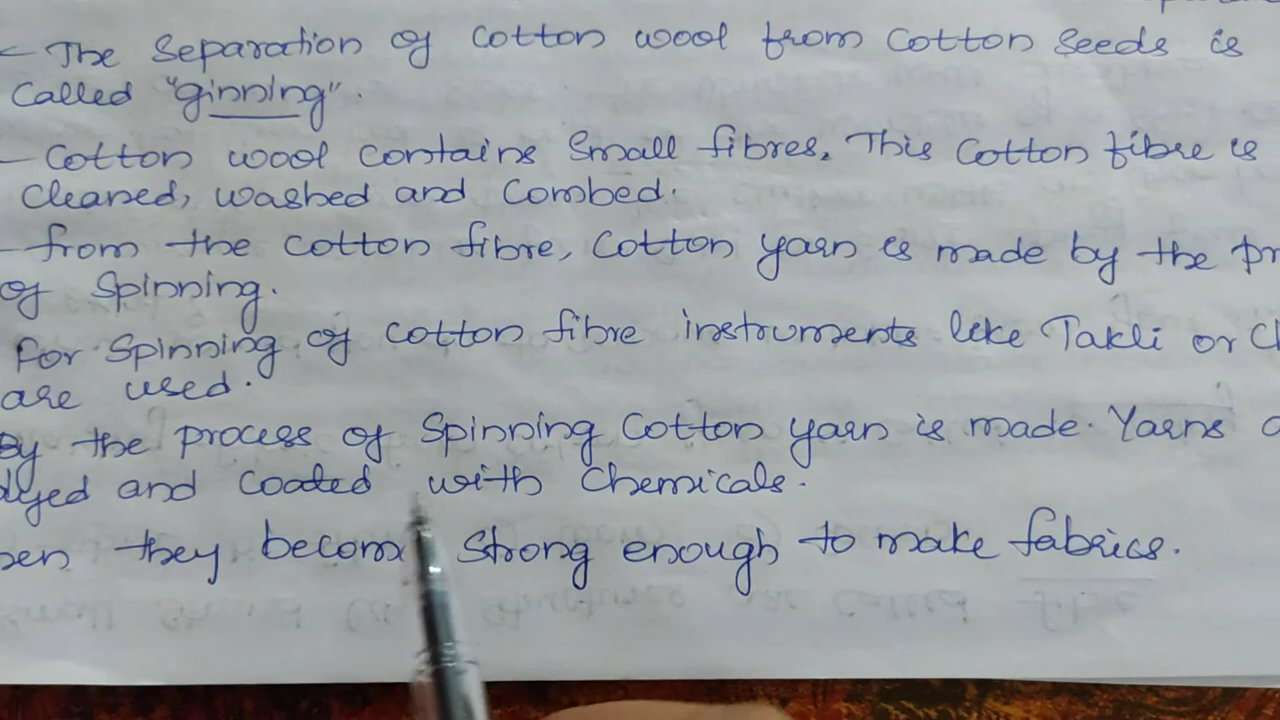 - The Separation of cotton wool from cotton seeds is
called "ginning".
- Cotton wool contains small fibres. This cotton fibre is
cleaned, washed and combed.
- from the cotton fibre, cotton yarn is made by the pr
of spinning.
For spinning of cotton fibre instruments like Takli or C
are used.
By the process of spinning cotton yarn is made. Yarns
dyed and coated with chemicals.
they become strong enough to make fabrics.